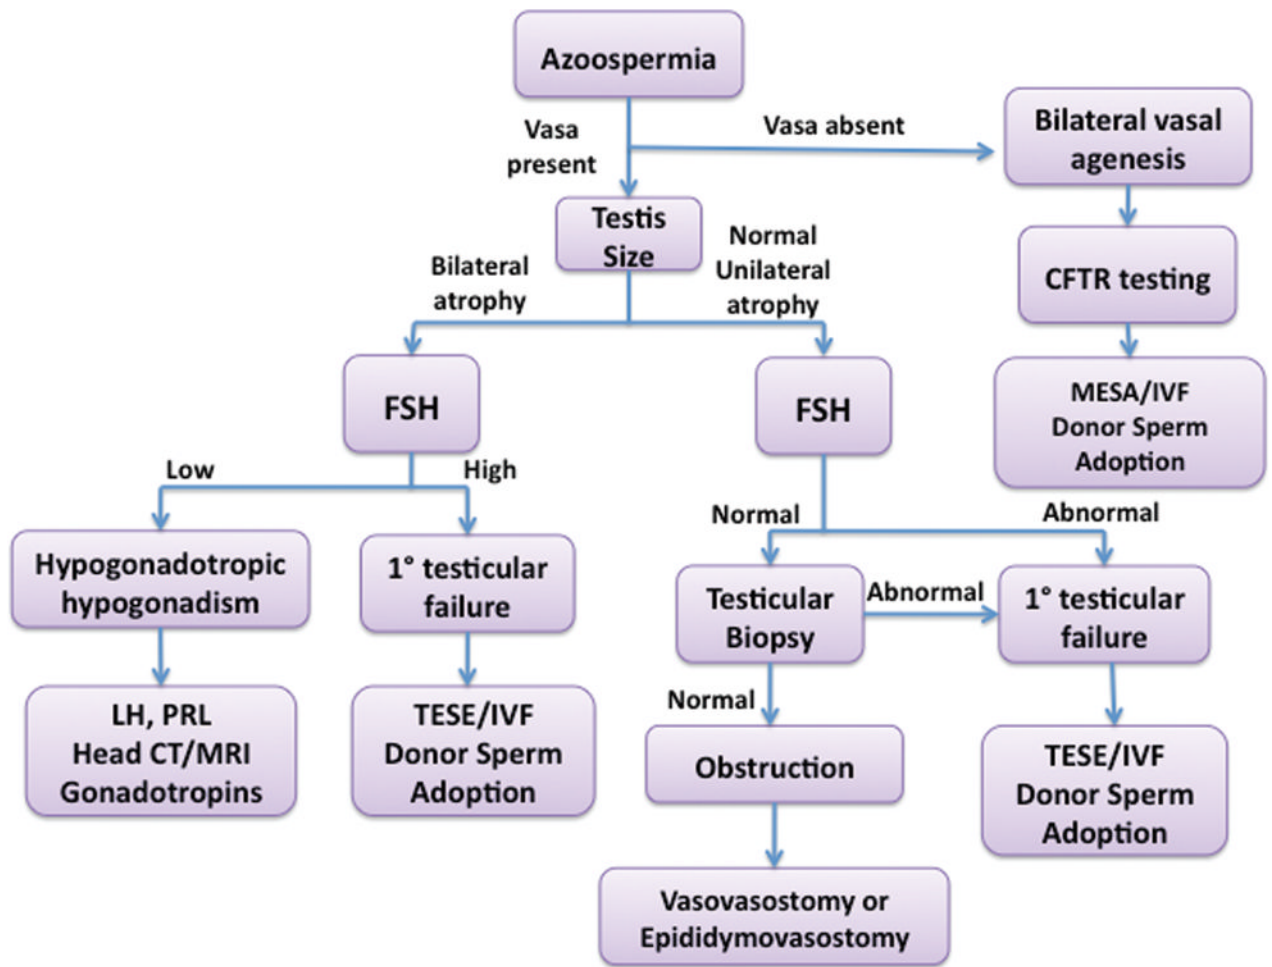 Azoospermia
Vasa
present
Vasa absent
Bilateral vasal
agenesis
Testis
Size
CFTR testing
Bilateral
atrophy
Normal
Unilateral
atrophy
MESA/IVF
Donor Sperm
Adoption
FSH
FSH
Low
High
Normal
Abnormal
Hypogonadotropic
hypogonadism
1° testicular
failure
Testicular
Biopsy
Abnormal
1° testicular
failure
LH, PRL
Head CT/MRI
Gonadotropins
TESE/IVF
Donor Sperm
Adoption
Normal
Obstruction
TESE/IVF
Donor Sperm
Adoption
Vasovasostomy or
Epididymovasostomy